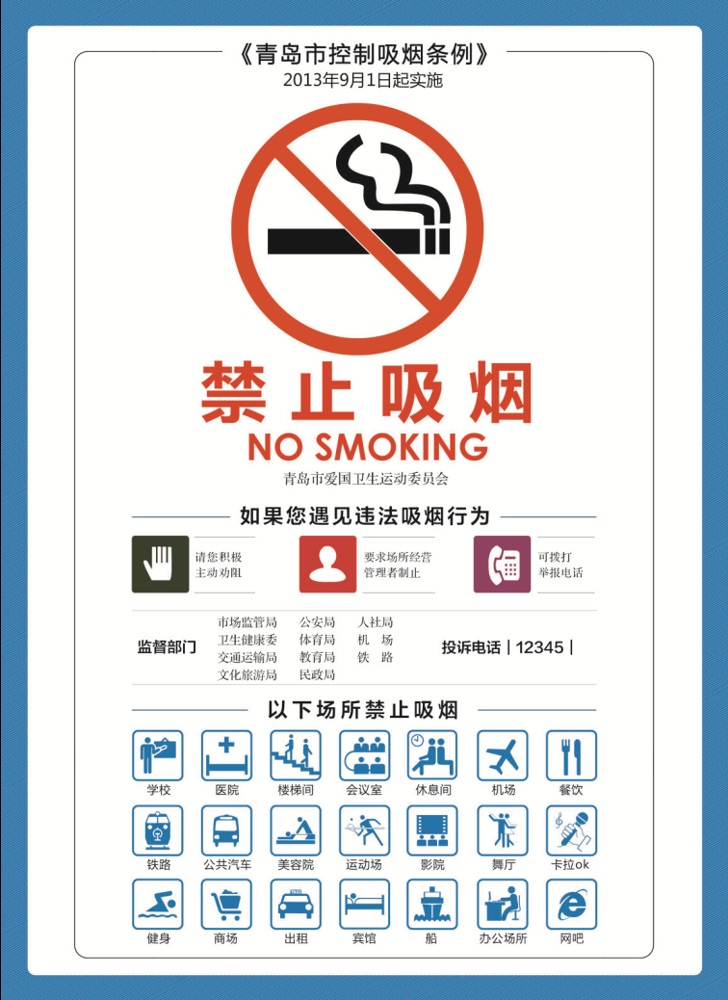 《青岛市控制吸烟条例》
2013年9月1日起实施
禁止吸烟
NO SMOKING
青岛市爱国卫生运动委员会
如果您遇见违法吸烟行为
请您积极
主动劝阻
要求场所经营
管理者制止
可拨打
举报电话
监督部门
市场监管局 公安局 人社局
卫生健康委 体育局 机 场
交通运输局 教育局 铁 路
文化旅游局 民政局
投诉电话|12345|
以下场所禁止吸烟
学校 医院 楼梯间 会议室 休息间 机场 餐饮
铁路 公共汽车 美容院 运动场 影院 舞厅 卡拉ok
健身 商场 出租 宾馆 船 办公场所 网吧